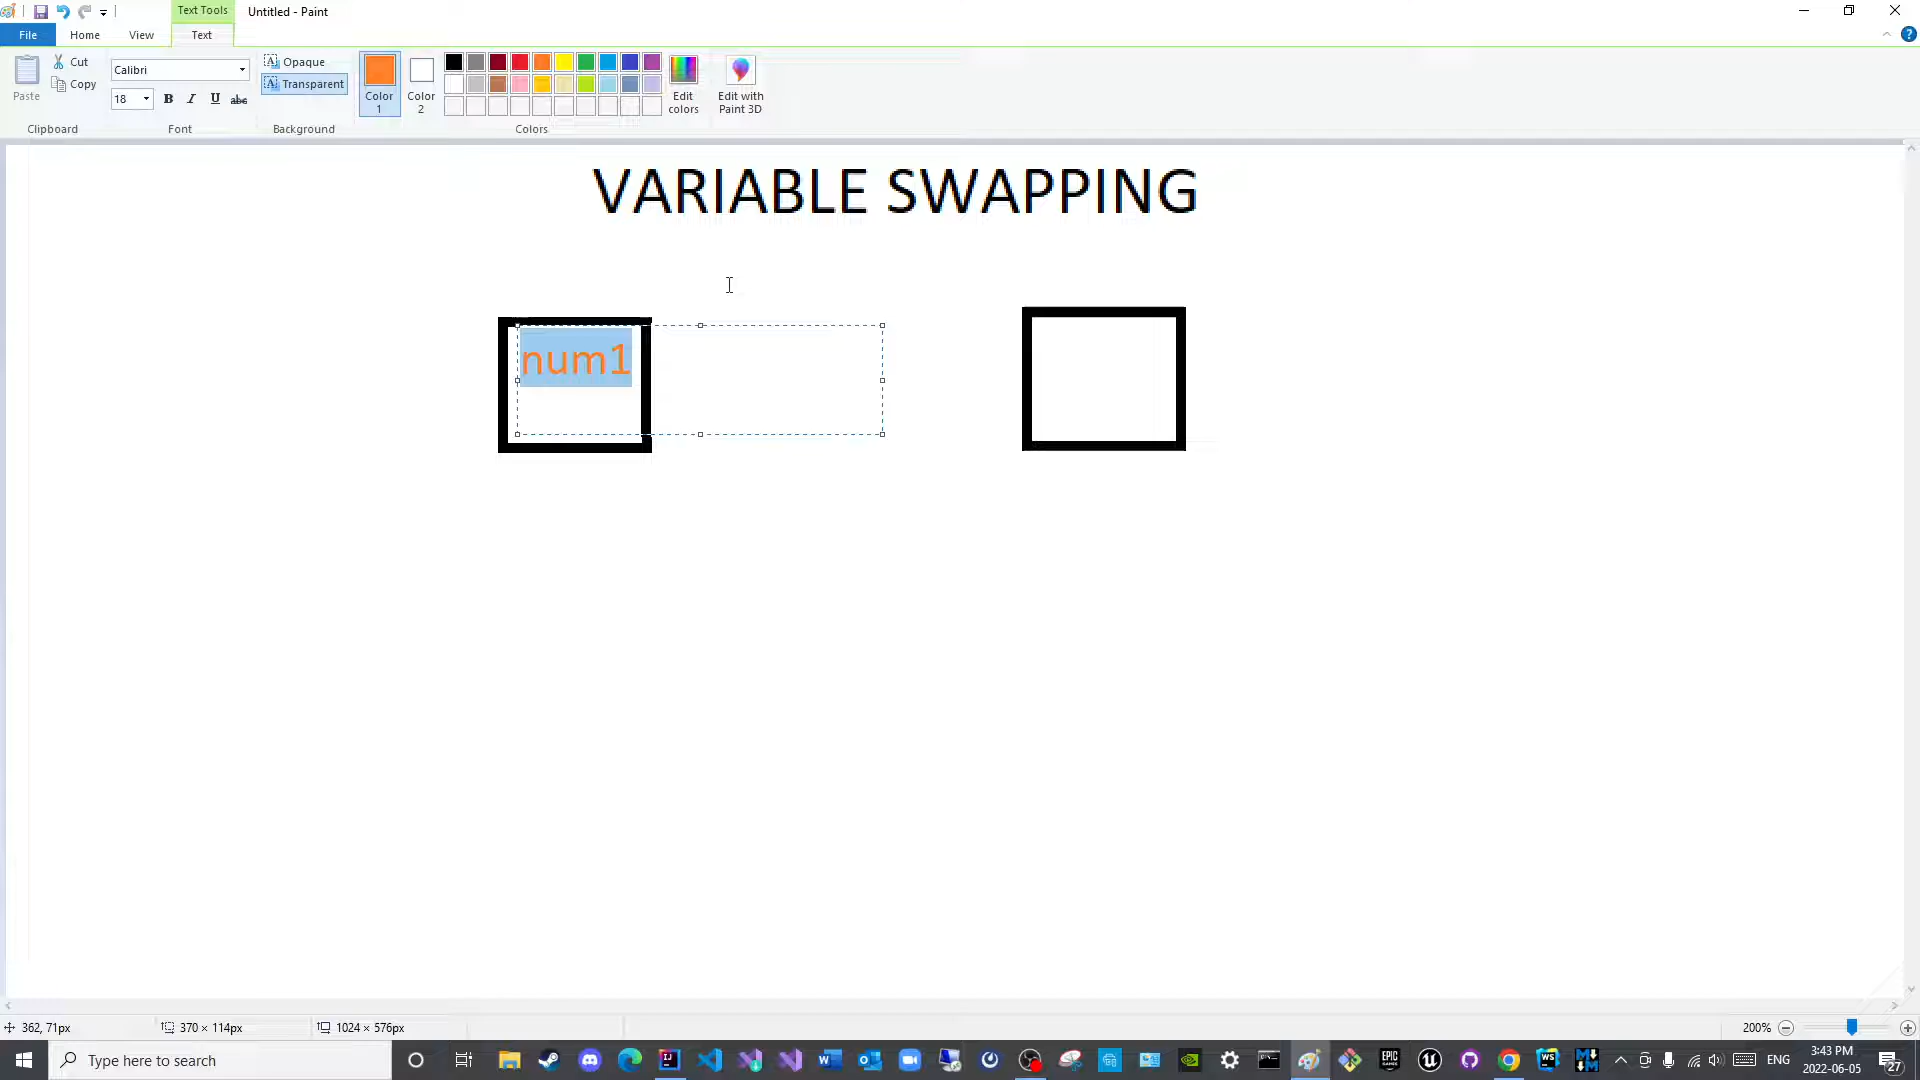 Text Tools
Untitled - Paint
File
Home
View
Text
Paste
Cut
Copy
Clipboard
Calibri
18
B I U abc
Font
Opaque
Transparent
Background
Color 1
Color 2
Edit colors
Colors
Edit with Paint 3D
VARIABLE SWAPPING
num1
362, 71px
370 × 114px
1024 × 576px
200%
Type here to search
ENG
3:43 PM
2022-06-05
27